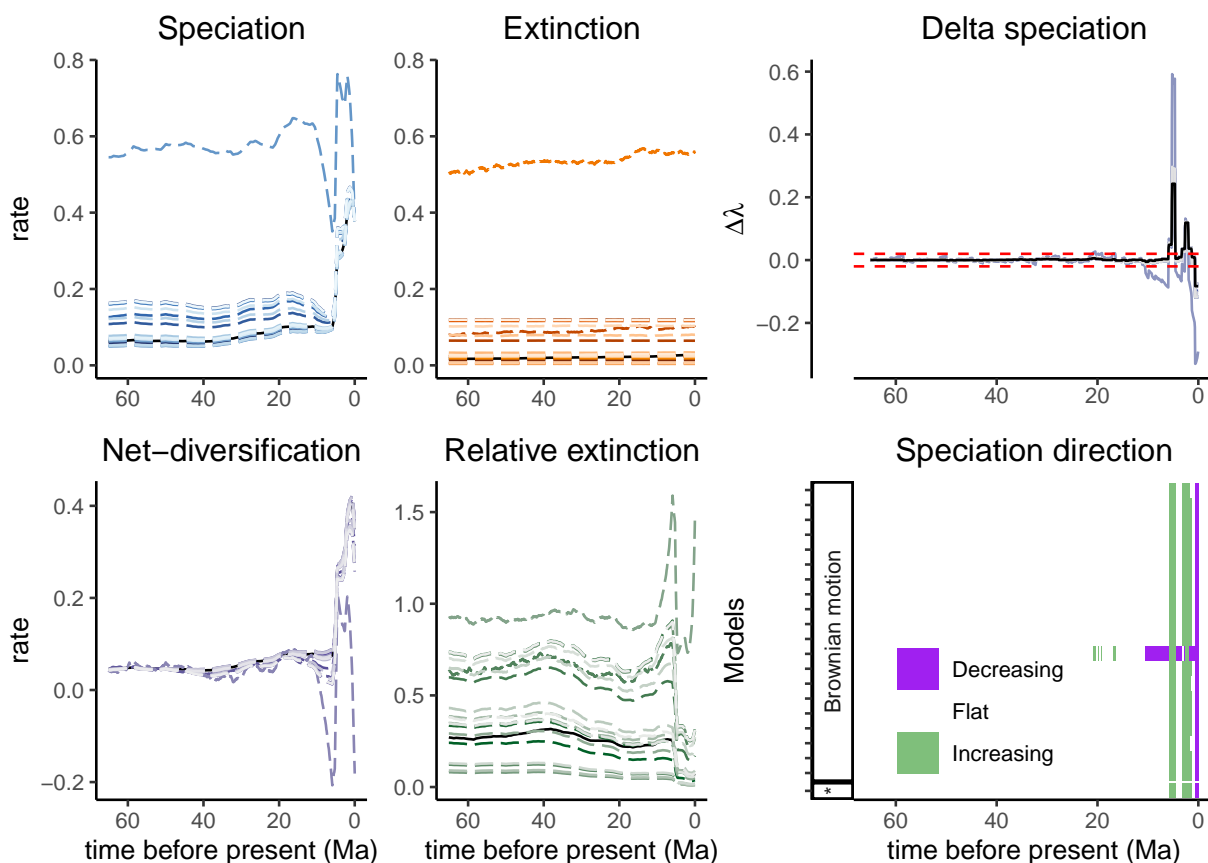 Speciation
Extinction
Delta speciation
0.8
0.6
0.4
0.2
0.0
rate
60 40 20 0
0.8
0.6
0.4
0.2
0.0
60 40 20 0
0.6
0.4
0.2
0.0
−0.2
Δλ
60 40 20 0
Net−diversification
Relative extinction
Speciation direction
0.4
0.2
0.0
−0.2
rate
60 40 20 0
time before present (Ma)
1.5
1.0
0.5
0.0
60 40 20 0
time before present (Ma)
Models
Brownian motion
*
Decreasing
Flat
Increasing
60 40 20 0
time before present (Ma)